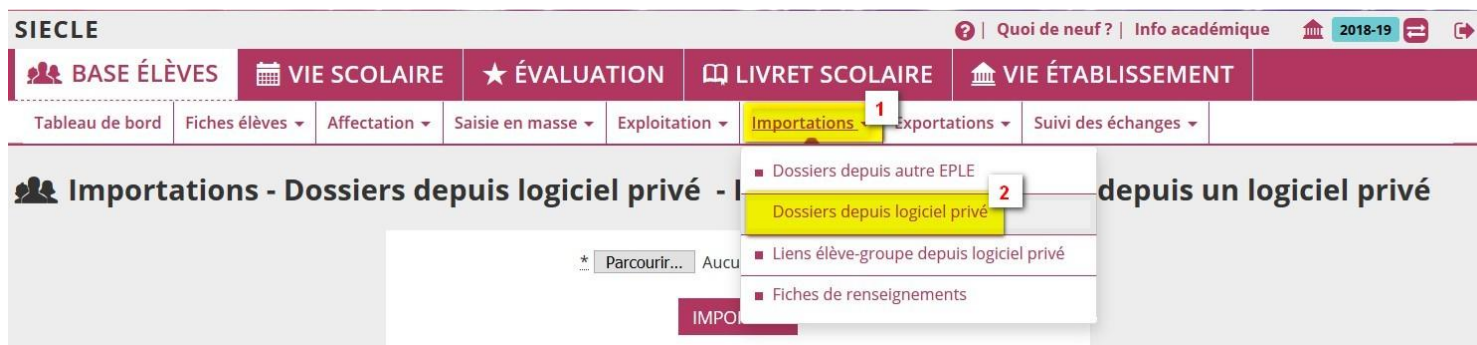 SIECLE
? | Quoi de neuf ? | Info académique 2018-19
BASE ÉLÈVES VIE SCOLAIRE ÉVALUATION LIVRET SCOLAIRE VIE ÉTABLISSEMENT
Tableau de bord Fiches élèves Affectation Saisie en masse Exploitation Importations 1 Exportations Suivi des échanges
Dossiers depuis autre EPLE
Importations - Dossiers depuis logiciel privé - depuis un logiciel privé
2
Dossiers depuis logiciel privé
* Parcourir... Aucu
Liens élève-groupe depuis logiciel privé
Fiches de renseignements
IMPO